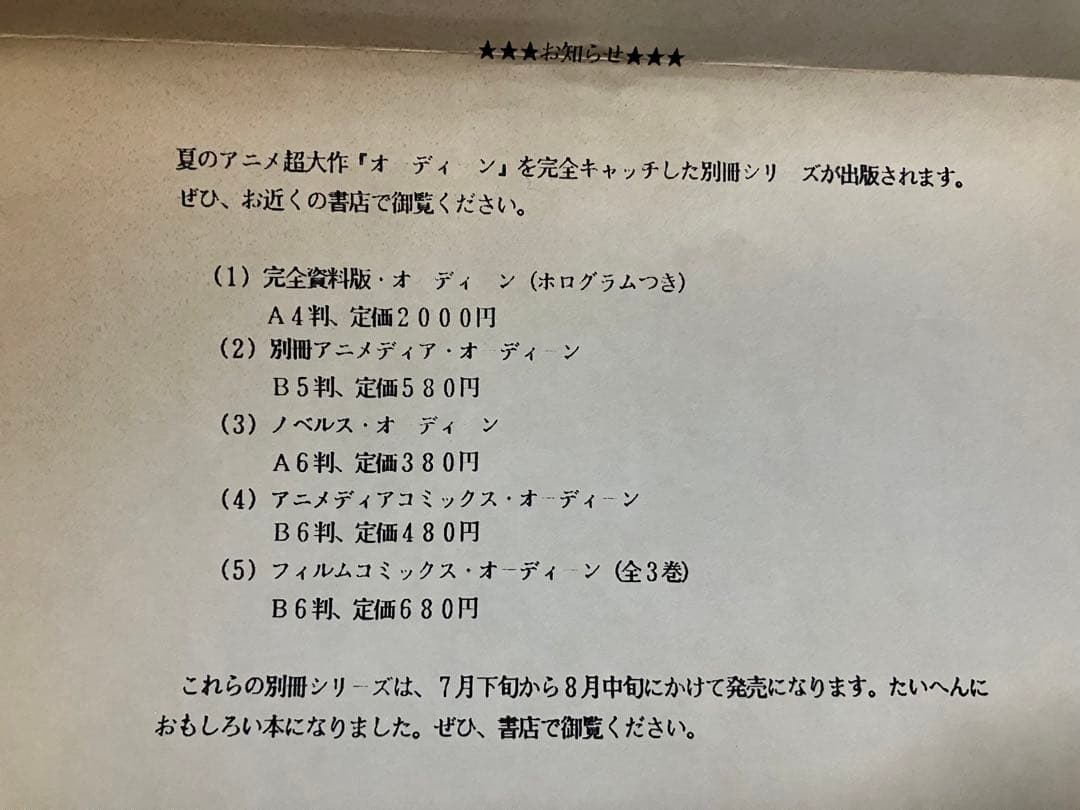 ★★★お知らせ★★★
夏のアニメ超大作『オーディーン』を完全キャッチした別冊シリーズが出版されます。
ぜひ、お近くの書店で御覧ください。
(1) 完全資料版・オーディーン (ホログラムつき)
A4判、定価2000円
(2) 別冊アニメディア・オーディーン
B5判、定価580円
(3) ノベルス・オーディーン
A6判、定価380円
(4) アニメディアコミックス・オーディーン
B6判、定価480円
(5) フィルムコミックス・オーディーン (全3巻)
B6判、定価680円
これらの別冊シリーズは、7月下旬から8月中旬にかけて発売になります。たいへんに
おもしろい本になりました。ぜひ、書店で御覧ください。